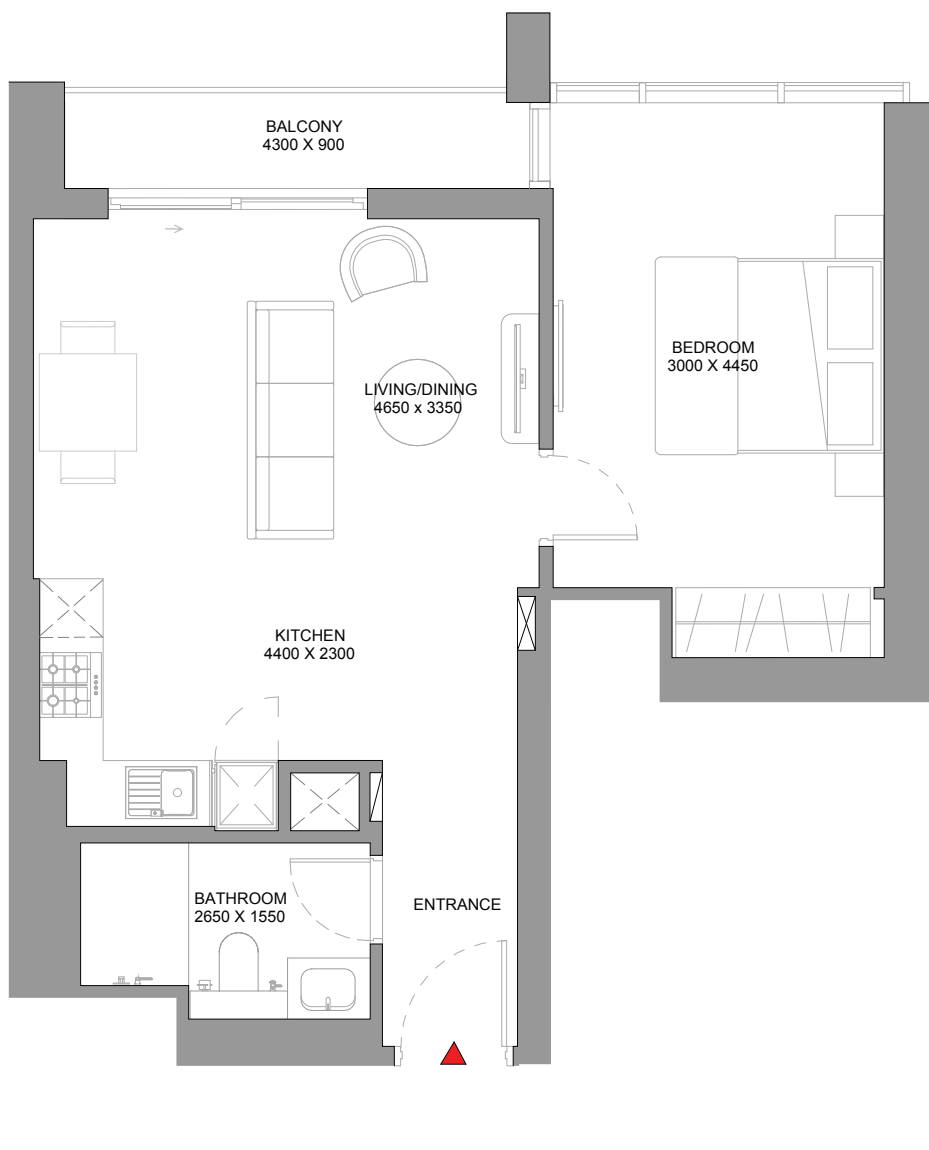 BALCONY
4300 X 900
BEDROOM
3000 X 4450
LIVING/DINING
4650 x 3350
KITCHEN
4400 X 2300
BATHROOM
2650 X 1550
ENTRANCE